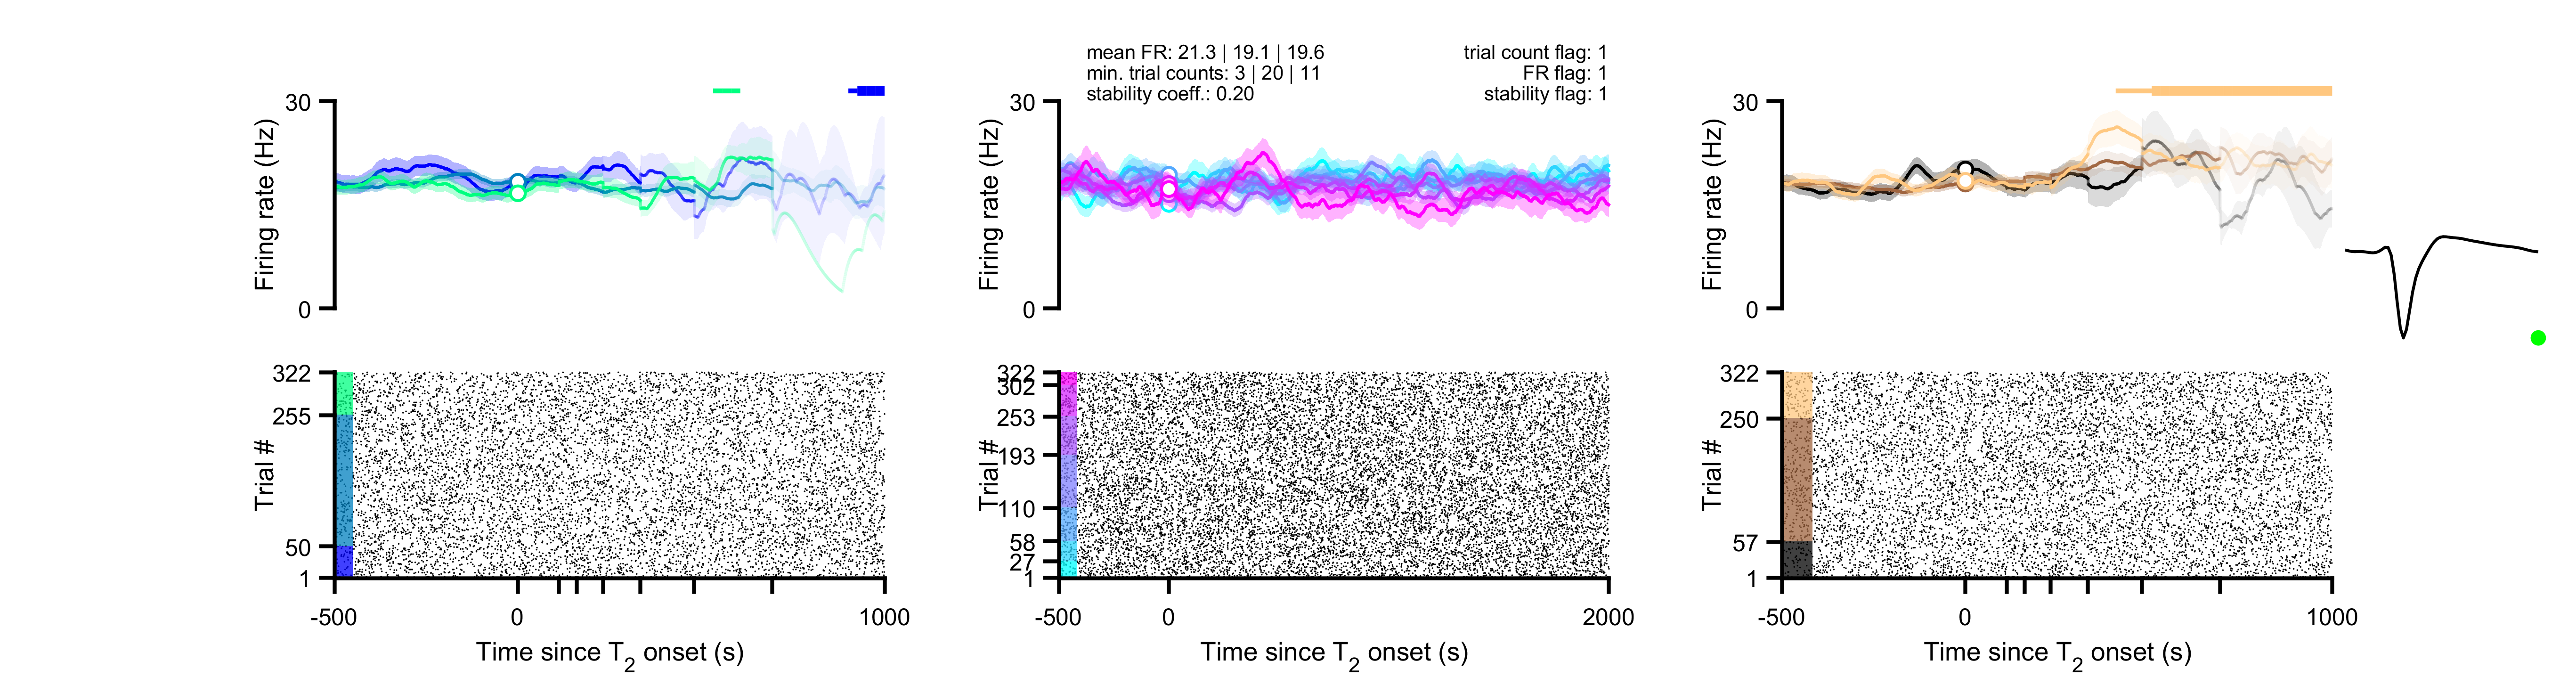 mean FR: 21.3 | 19.1 | 19.6
min. trial counts: 3 | 20 | 11
stability coeff.: 0.20
trial count flag: 1
FR flag: 1
stability flag: 1
30
Firing rate (Hz)
0
30
Firing rate (Hz)
0
30
Firing rate (Hz)
0
322
255
Trial #
50
1
-500
0
1000
Time since T2 onset (s)
322
302
253
193
Trial #
110
58
27
1
-500
0
2000
Time since T2 onset (s)
322
250
Trial #
57
1
-500
0
1000
Time since T2 onset (s)